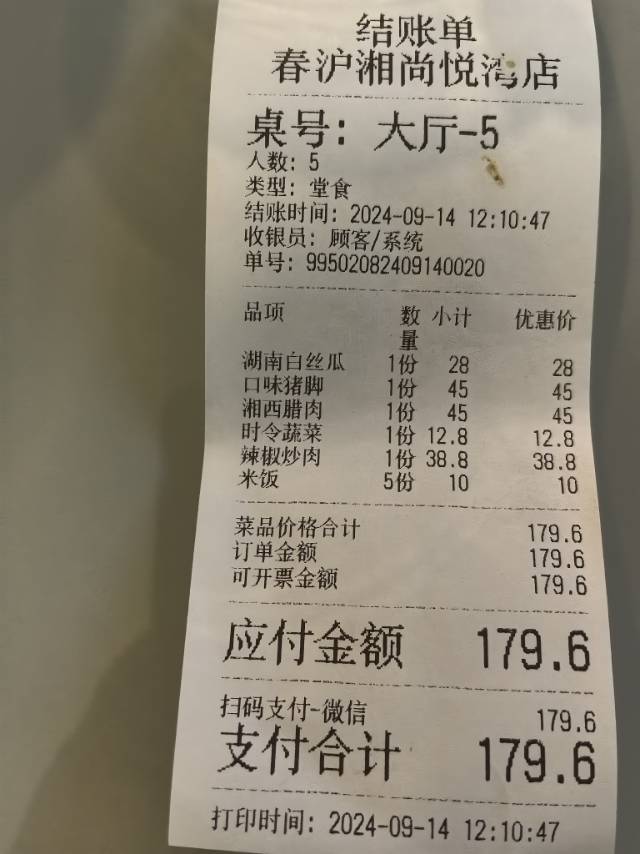 结账单
春沪湘尚悦湾店
桌号: 大厅-5
人数: 5
类型: 堂食
结账时间: 2024-09-14 12:10:47
收银员: 顾客/系统
单号: 99502082409140020
品项 数量 小计 优惠价
湖南白丝瓜 1份 28 28
口味猪脚 1份 45 45
湘西腊肉 1份 45 45
时令蔬菜 1份 12.8 12.8
辣椒炒肉 1份 38.8 38.8
米饭 5份 10 10
菜品价格合计 179.6
订单金额 179.6
可开票金额 179.6
应付金额 179.6
扫码支付-微信 179.6
支付合计 179.6
打印时间: 2024-09-14 12:10:47